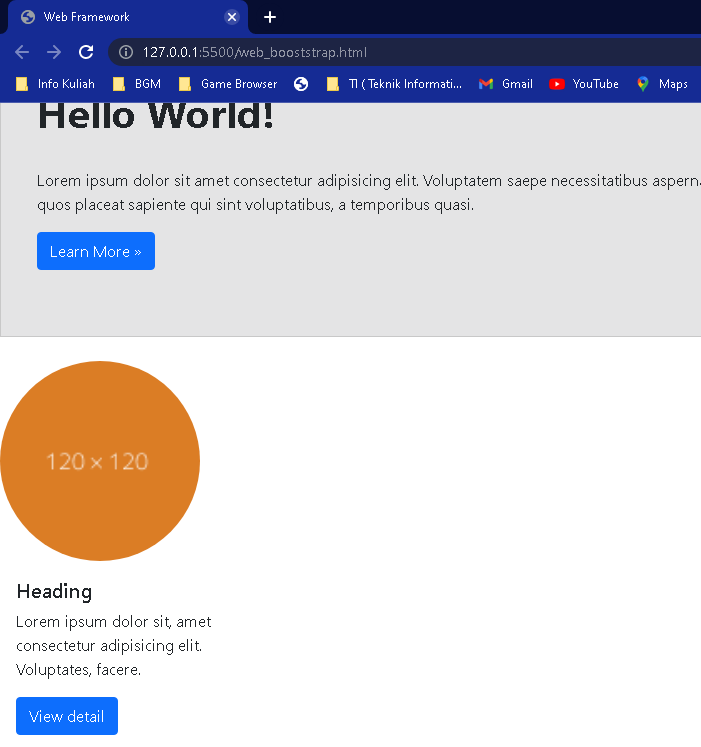 Web Framework
127.0.0.1:5500/web_booststrap.html
Info Kuliah BGM Game Browser TI ( Teknik Informati... Gmail YouTube Maps
Hello World!
Lorem ipsum dolor sit amet consectetur adipisicing elit. Voluptatem saepe necessitatibus aspern
quos placeat sapiente qui sint voluptatibus, a temporibus quasi.
Learn More »
120 × 120
Heading
Lorem ipsum dolor sit, amet
consectetur adipisicing elit.
Voluptates, facere.
View detail